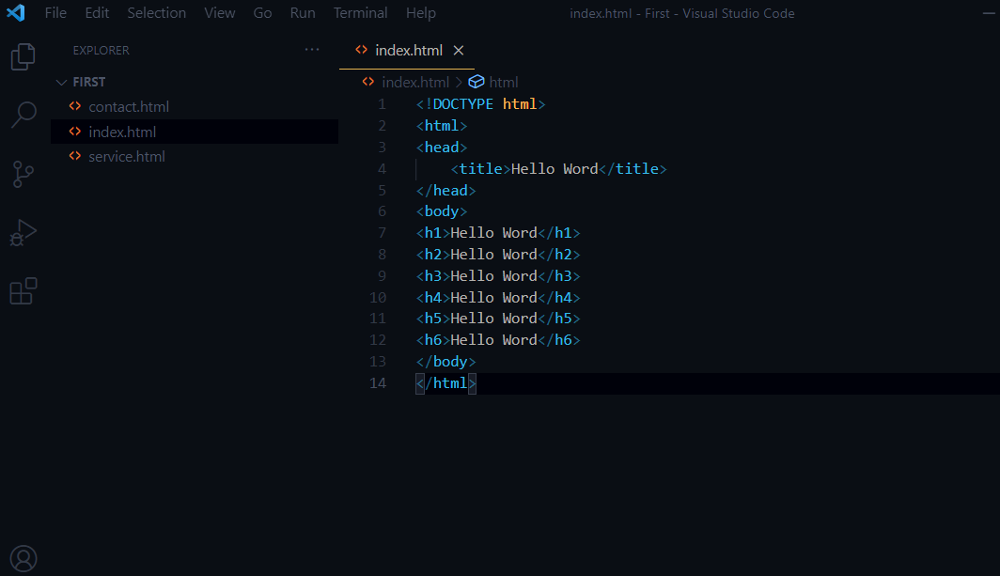 File Edit Selection View Go Run Terminal Help index.html - First - Visual Studio Code
EXPLORER ···
FIRST
contact.html
index.html
service.html
index.html
index.html > html
1 <!DOCTYPE html>
2 <html>
3 <head>
4     <title>Hello Word</title>
5 </head>
6 <body>
7 <h1>Hello Word</h1>
8 <h2>Hello Word</h2>
9 <h3>Hello Word</h3>
10 <h4>Hello Word</h4>
11 <h5>Hello Word</h5>
12 <h6>Hello Word</h6>
13 </body>
14 </html>